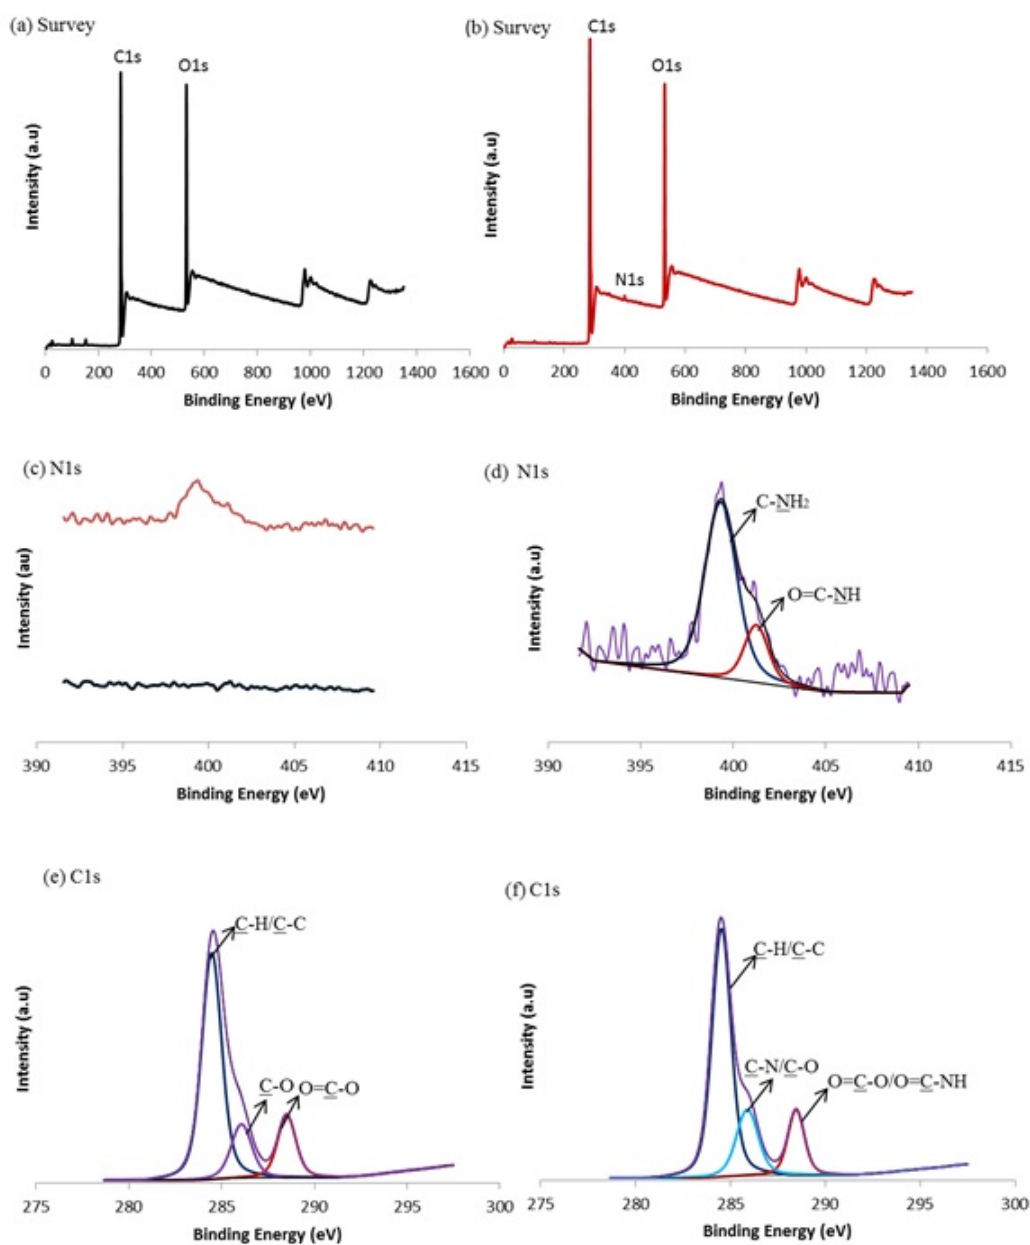 (a) Survey
C1s
O1s
Intensity (a.u)
0 200 400 600 800 1000 1200 1400 1600
Binding Energy (eV)
(b) Survey
C1s
O1s
N1s
Intensity (a.u)
0 200 400 600 800 1000 1200 1400 1600
Binding Energy (eV)
(c) N1s
Intensity (au)
390 395 400 405 410 415
Binding Energy (eV)
(d) N1s
C-NH2
O=C-NH
Intensity (a.u)
390 395 400 405 410 415
Binding Energy (eV)
(e) C1s
C-H/C-C
C-O
O=C-O
Intensity (a.u)
275 280 285 290 295 300
Binding Energy (eV)
(f) C1s
C-H/C-C
C-N/C-O
O=C-O/O=C-NH
Intensity (a.u)
275 280 285 290 295 300
Binding Energy (eV)